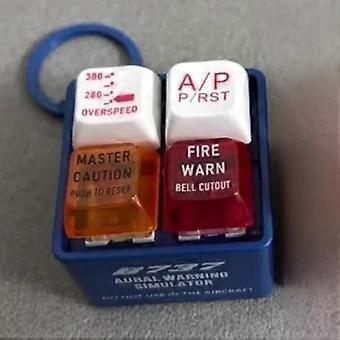 300
280
OVERSPEED
A/P
P/RST
MASTER
CAUTION
PUSH TO RESET
FIRE
WARN
BELL CUTOUT
B737
AURAL WARNING
SIMULATOR
DO NOT USE IN THE AIRCRAFT